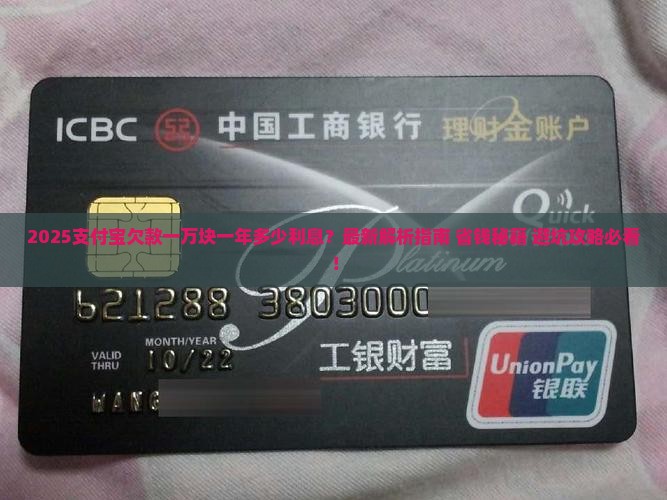 ICBC 中国工商银行 理财金账户
Quick
2025支付宝欠款一万块一年多少利息?最新解析指南 省钱秘籍 避坑攻略必看
!
Platinum
621288 3803000
MONTH/YEAR
VALID THRU 10/22
工银财富
UnionPay
银联
WANG